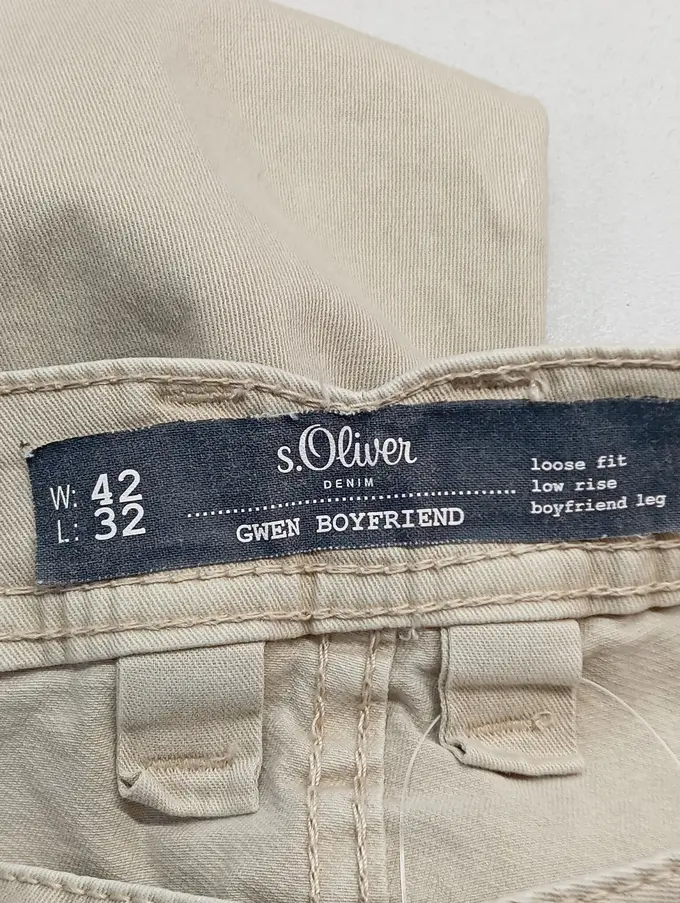 W: 42
L: 32
s.Oliver
DENIM
GWEN BOYFRIEND
loose fit
low rise
boyfriend leg